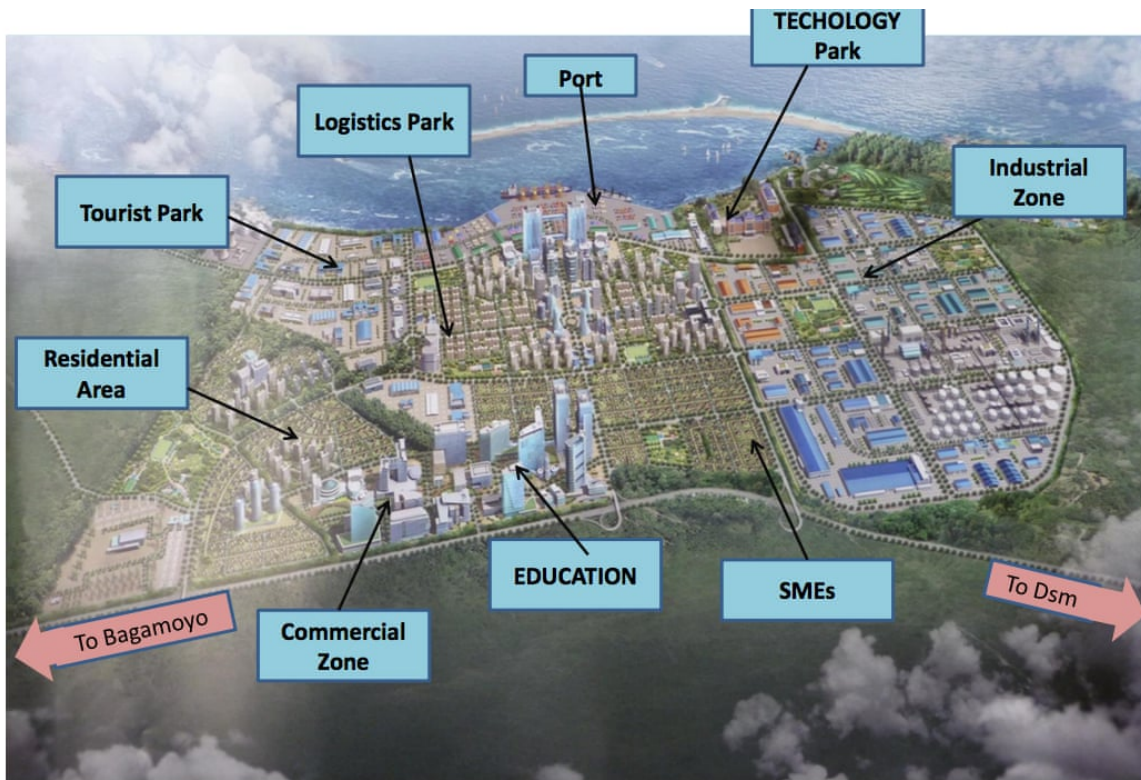 TECHOLOGY
Park
Port
Logistics Park
Industrial
Zone
Tourist Park
Residential
Area
EDUCATION
SMEs
To Dsm
To Bagamoyo
Commercial
Zone